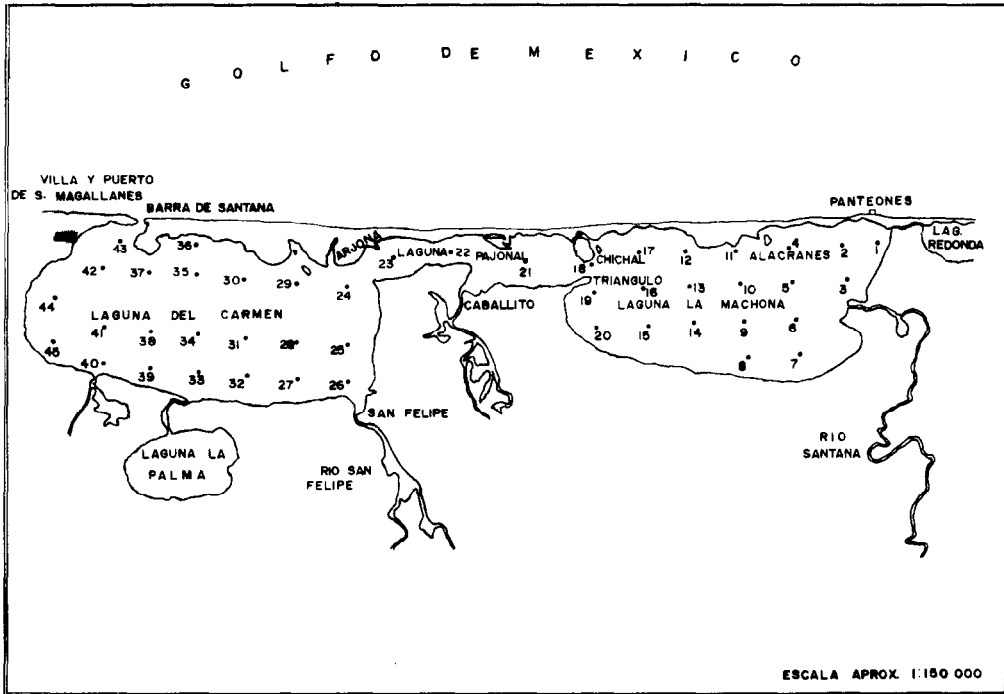 GOLFO DE MEXICO
VILLA Y PUERTO
DE S. MAGALLANES
BARRA DE SANTANA
PANTEONES
LAG.
REDONDA
ARJONA
LAGUNA
PAJONAL
CHICHAL
ALACRANES
43 36 23 22 21 18 17 12 11 4 2 1
42 37 35 30 29 24
TRIANGULO
CABALLITO
19 16 13 10 5 3
44
LAGUNA DEL CARMEN
LAGUNA LA MACHONA
41 38 34 31 28 25
20 15 14 9 6
45 40 39 33 32 27 26
8 7
SAN FELIPE
LAGUNA LA
PALMA
RIO SAN
FELIPE
RIO
SANTANA
ESCALA APROX. 1:150 000